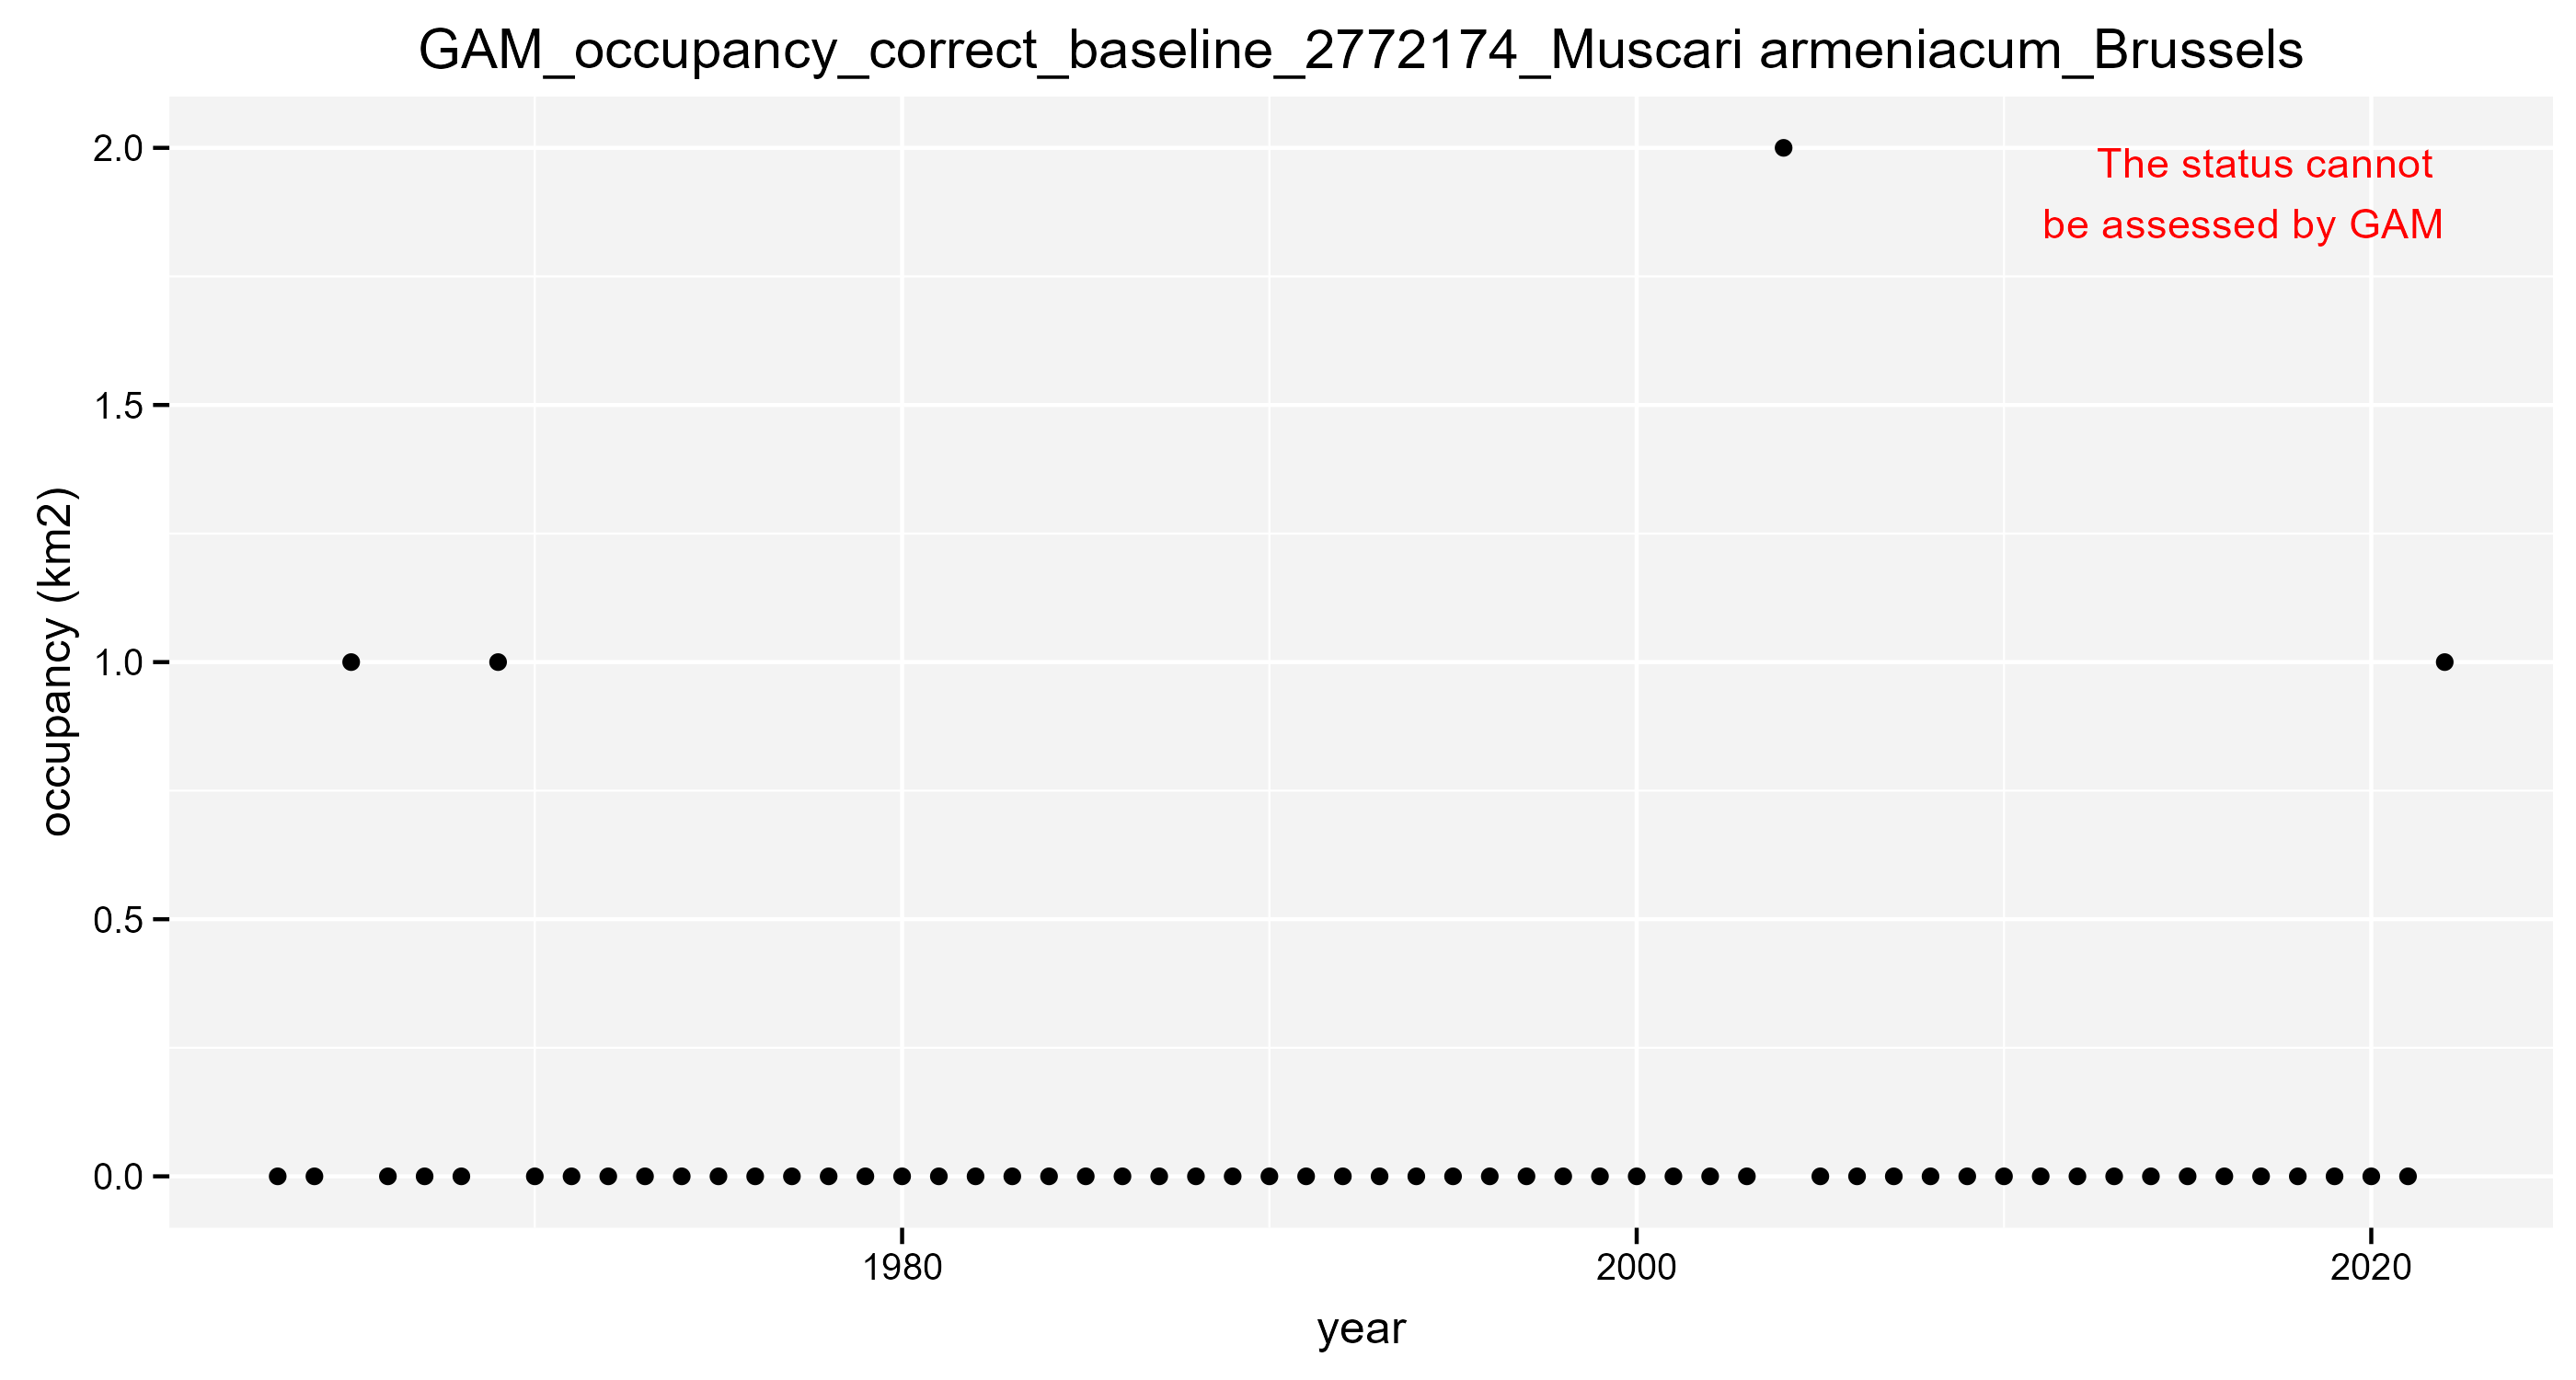 GAM_occupancy_correct_baseline_2772174_Muscari armeniacum_Brussels
The status cannot
be assessed by GAM
occupancy (km2)
2.0
1.5
1.0
0.5
0.0
1980
2000
2020
year